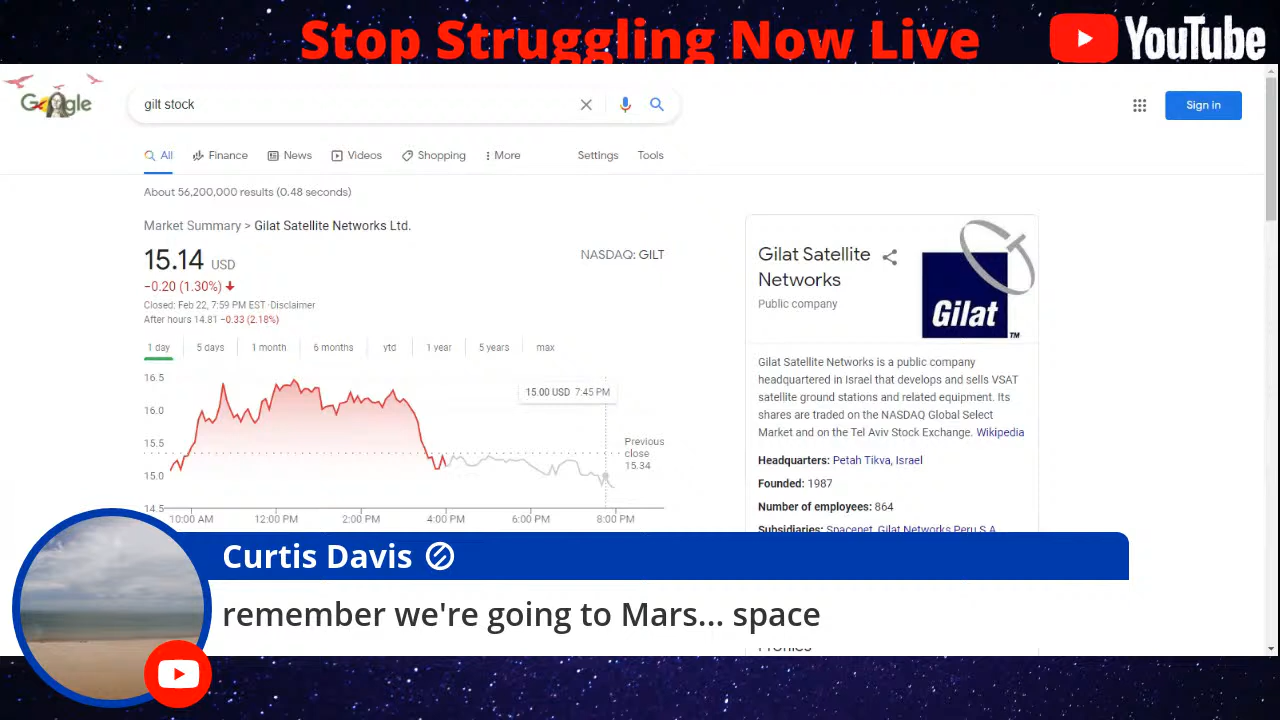 Stop Struggling Now Live
YouTube
Google
gilt stock
Sign in
All Finance News Videos Shopping More Settings Tools
About 56,200,000 results (0.48 seconds)
Market Summary > Gilat Satellite Networks Ltd.
15.14 USD
NASDAQ: GILT
−0.20 (1.30%)
Closed: Feb 22, 7:59 PM EST · Disclaimer
After hours 14.81 −0.33 (2.18%)
1 day 5 days 1 month 6 months ytd 1 year 5 years max
16.5
16.0
15.5
15.0
14.5
15.00 USD 7:45 PM
Previous
close
15.34
10:00 AM 12:00 PM 2:00 PM 4:00 PM 6:00 PM 8:00 PM
Gilat Satellite
Networks
Public company
Gilat TM
Gilat Satellite Networks is a public company
headquartered in Israel that develops and sells VSAT
satellite ground stations and related equipment. Its
shares are traded on the NASDAQ Global Select
Market and on the Tel Aviv Stock Exchange. Wikipedia
Headquarters: Petah Tikva, Israel
Founded: 1987
Number of employees: 864
Subsidiaries: Spacenet, Gilat Networks Peru S.A.
Curtis Davis
remember we're going to Mars... space
Profiles